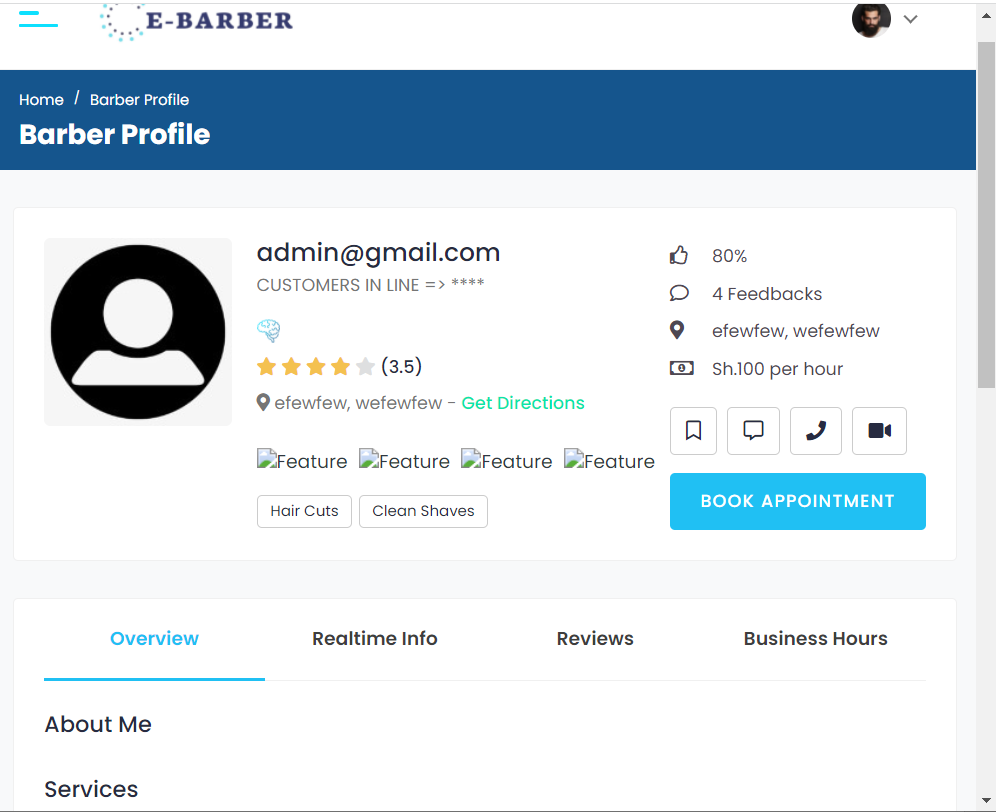 E-BARBER
Home / Barber Profile
Barber Profile
admin@gmail.com
CUSTOMERS IN LINE => ****
(3.5)
efewfew, wefewfew - Get Directions
Feature Feature Feature Feature
Hair Cuts Clean Shaves
80%
4 Feedbacks
efewfew, wefewfew
Sh.100 per hour
BOOK APPOINTMENT
Overview Realtime Info Reviews Business Hours
About Me
Services